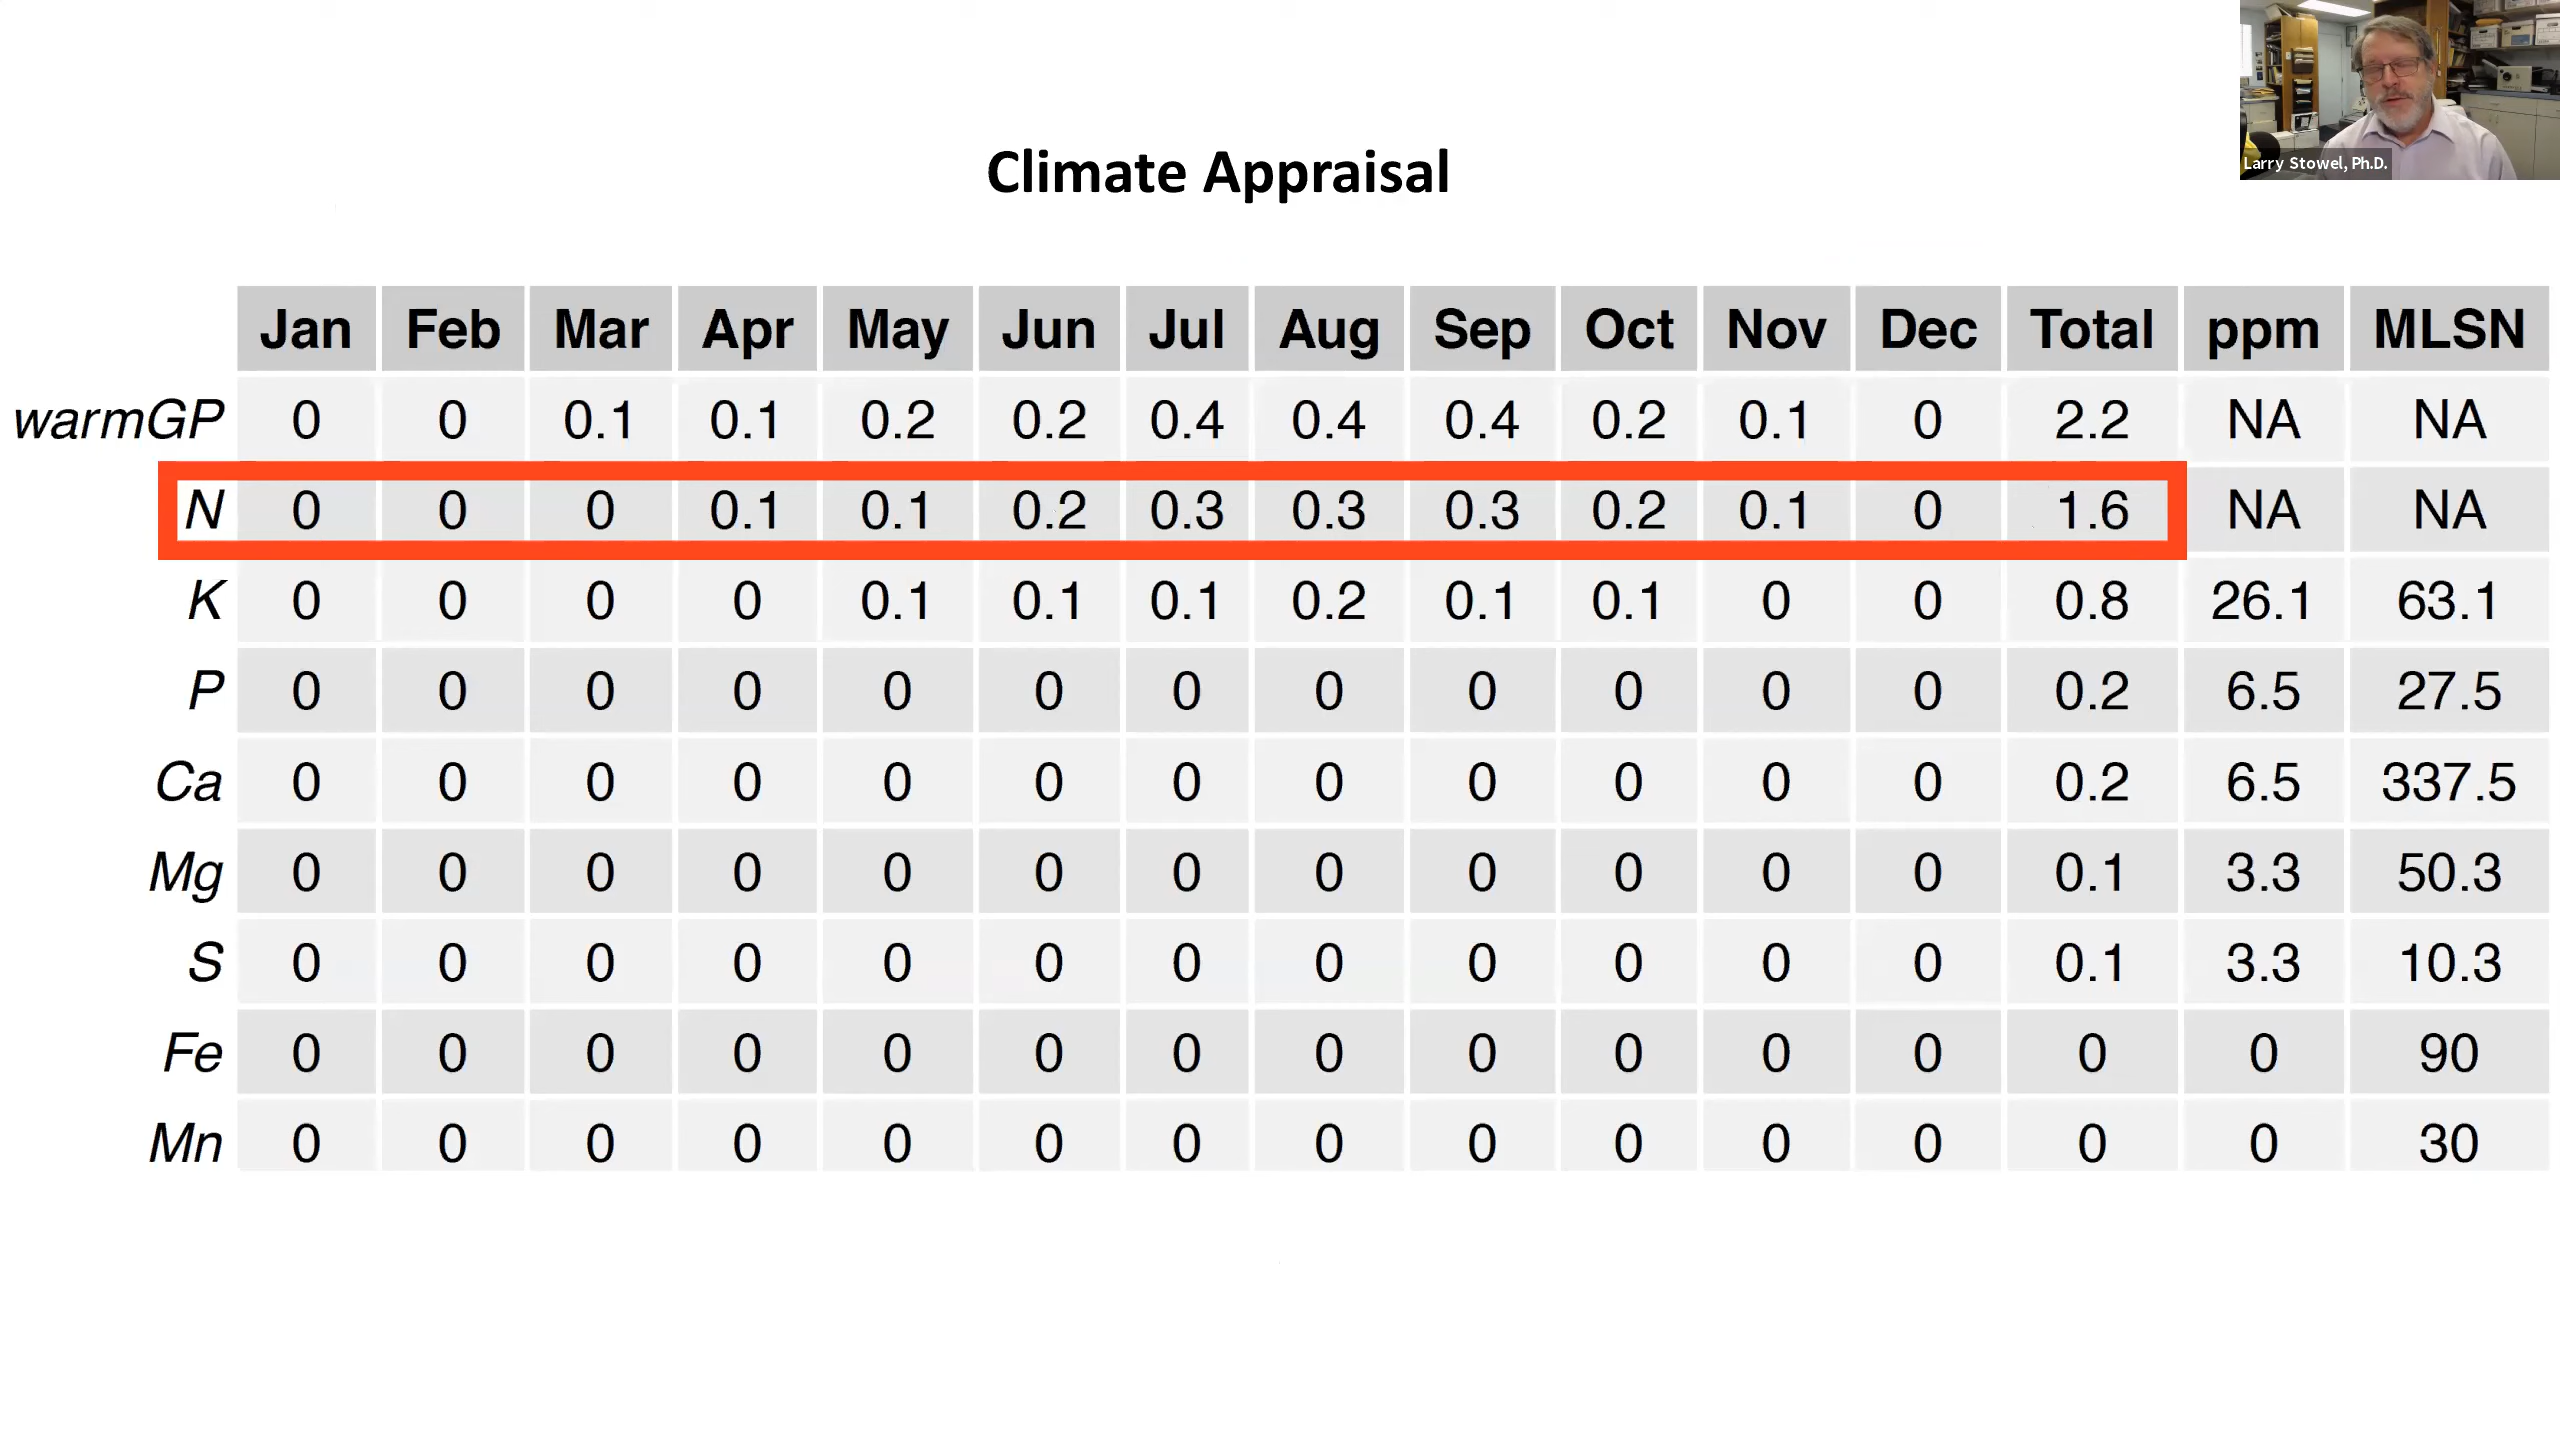 Larry Stowel, Ph.D.
Climate Appraisal
Jan Feb Mar Apr May Jun Jul Aug Sep Oct Nov Dec Total ppm MLSN
warmGP 0 0 0.1 0.1 0.2 0.2 0.4 0.4 0.4 0.2 0.1 0 2.2 NA NA
N 0 0 0 0.1 0.1 0.2 0.3 0.3 0.3 0.2 0.1 0 1.6 NA NA
K 0 0 0 0 0.1 0.1 0.1 0.2 0.1 0.1 0 0 0.8 26.1 63.1
P 0 0 0 0 0 0 0 0 0 0 0 0 0.2 6.5 27.5
Ca 0 0 0 0 0 0 0 0 0 0 0 0 0.2 6.5 337.5
Mg 0 0 0 0 0 0 0 0 0 0 0 0 0.1 3.3 50.3
S 0 0 0 0 0 0 0 0 0 0 0 0 0.1 3.3 10.3
Fe 0 0 0 0 0 0 0 0 0 0 0 0 0 0 90
Mn 0 0 0 0 0 0 0 0 0 0 0 0 0 0 30